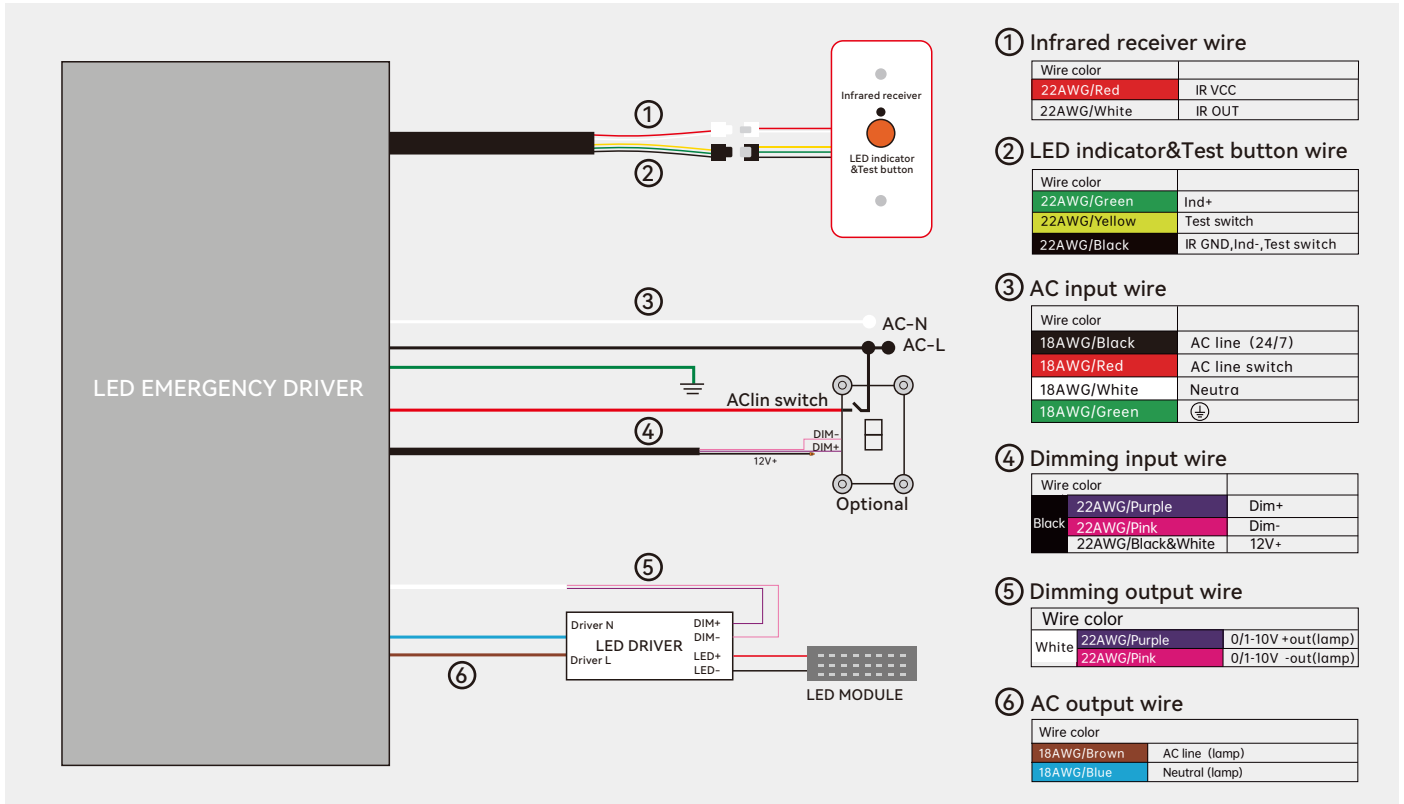 LED EMERGENCY DRIVER
①
②
Infrared receiver
LED indicator
&Test button
③
AC-N
AC-L
AClin switch
④
DIM-
DIM+
12V+
Optional
⑤
Driver N
DIM+
DIM-
LED DRIVER
Driver L
LED+
LED-
⑥
LED MODULE
① Infrared receiver wire
Wire color
22AWG/Red IR VCC
22AWG/White IR OUT
② LED indicator&Test button wire
Wire color
22AWG/Green Ind+
22AWG/Yellow Test switch
22AWG/Black IR GND,Ind-,Test switch
③ AC input wire
Wire color
18AWG/Black AC line (24/7)
18AWG/Red AC line switch
18AWG/White Neutra
18AWG/Green
④ Dimming input wire
Wire color
Black
22AWG/Purple Dim+
22AWG/Pink Dim-
22AWG/Black&White 12V+
⑤ Dimming output wire
Wire color
White
22AWG/Purple 0/1-10V +out(lamp)
22AWG/Pink 0/1-10V -out(lamp)
⑥ AC output wire
Wire color
18AWG/Brown AC line (lamp)
18AWG/Blue Neutral (lamp)